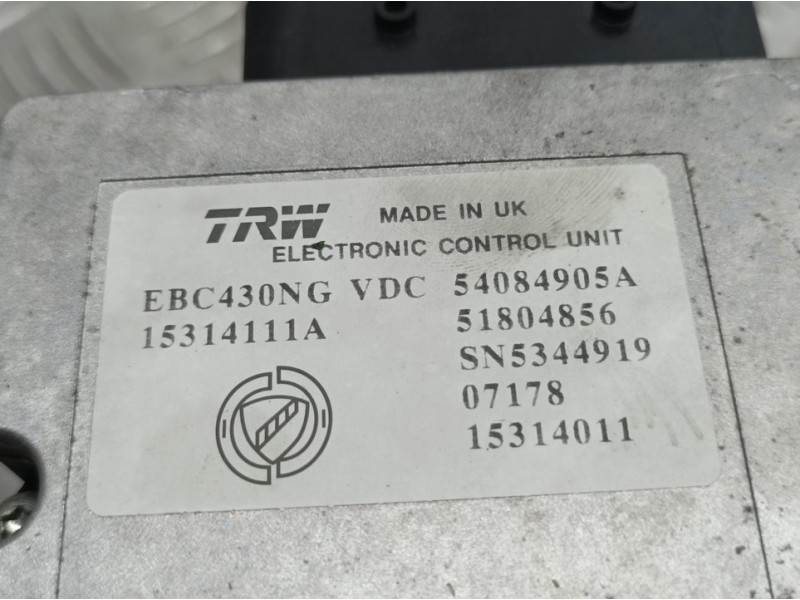 TRW MADE IN UK
ELECTRONIC CONTROL UNIT
EBC430NG VDC 54084905A
15314111A 51804856
SN5344919
07178
15314011